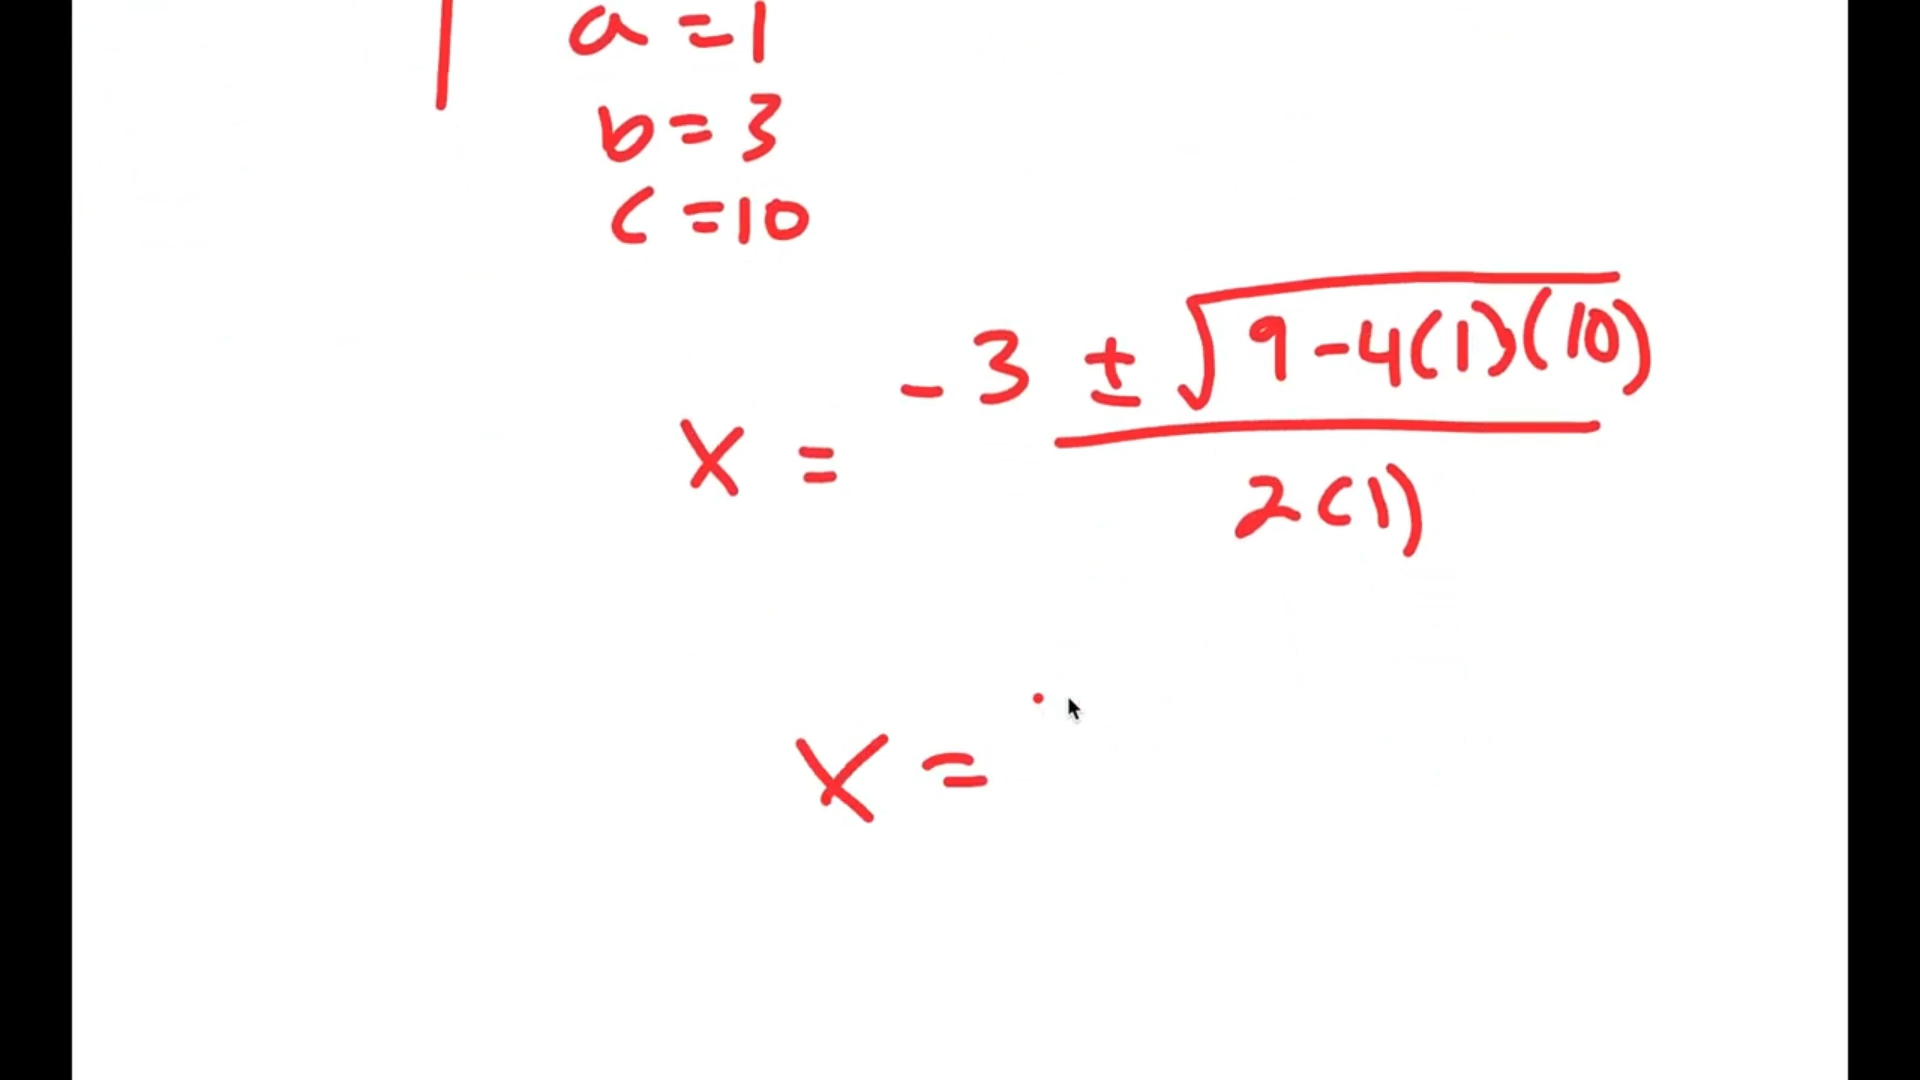 a = 1
b = 3
c = 10
x = -3 ± √9-4(1)(10) / 2(1)
x =